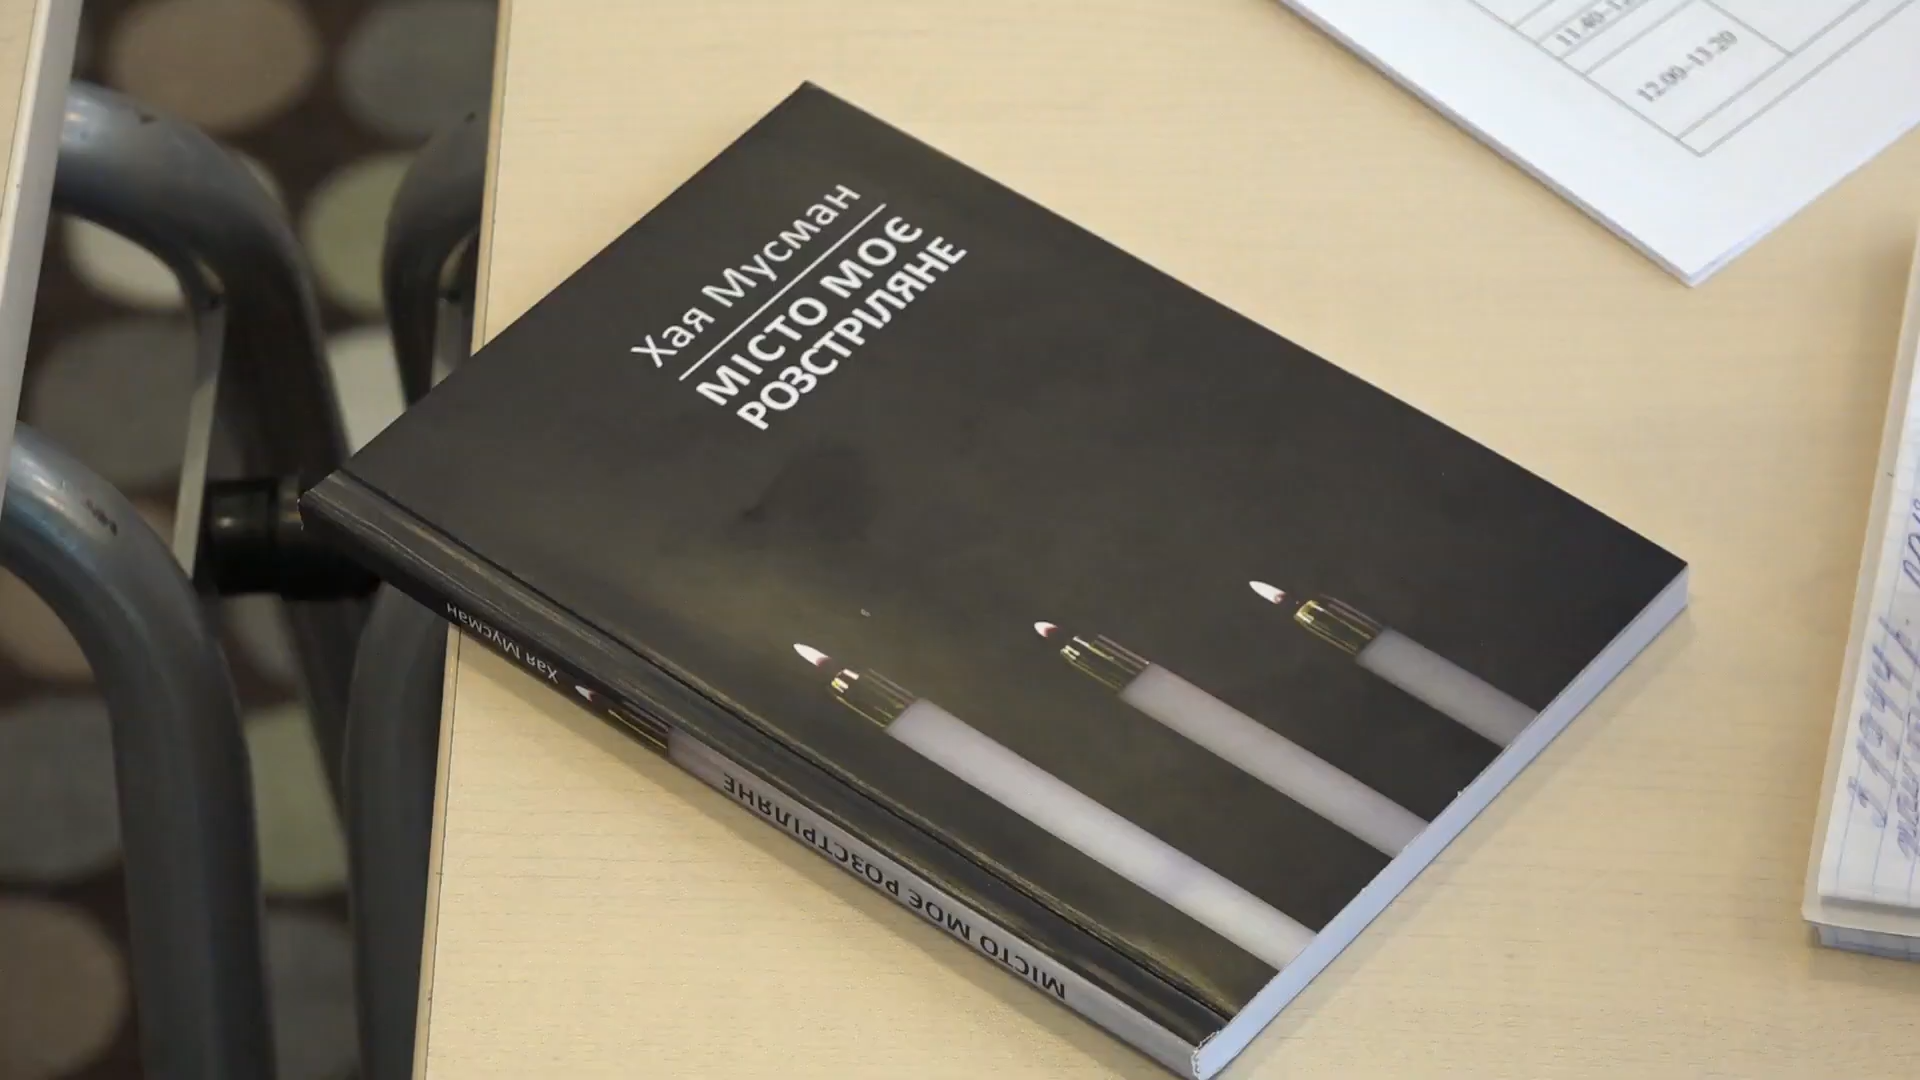 Хая Мусман
МІСТО МОЄ
РОЗСТРІЛЯНЕ
МІСТО МОЄ РОЗСТРІЛЯНЕ
Хая Мусман
12.00–13.20